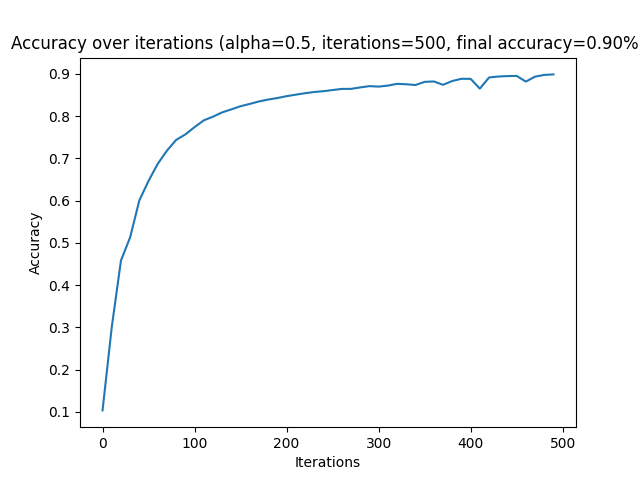 Accuracy over iterations (alpha=0.5, iterations=500, final accuracy=0.90%
0.9
0.8
0.7
0.6
0.5
0.4
0.3
0.2
0.1
Accuracy
0 100 200 300 400 500
Iterations